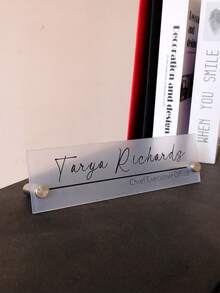 Tarya Richards
Chief Executive Officer
Decoration and design
WHEN YOU SMILE